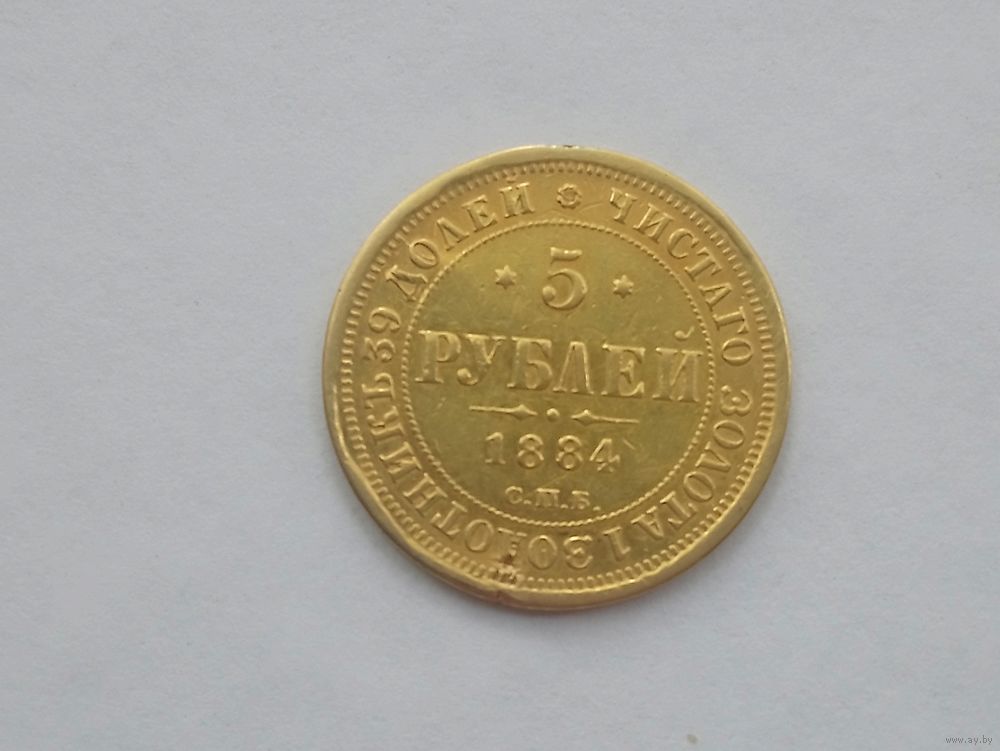 ЧИСТАГО ЗОЛОТА 1 ЗОЛОТНИКЪ 39 ДОЛЕЙ
5
РУБЛЕЙ
1884
С.П.Б.
www.ay.by